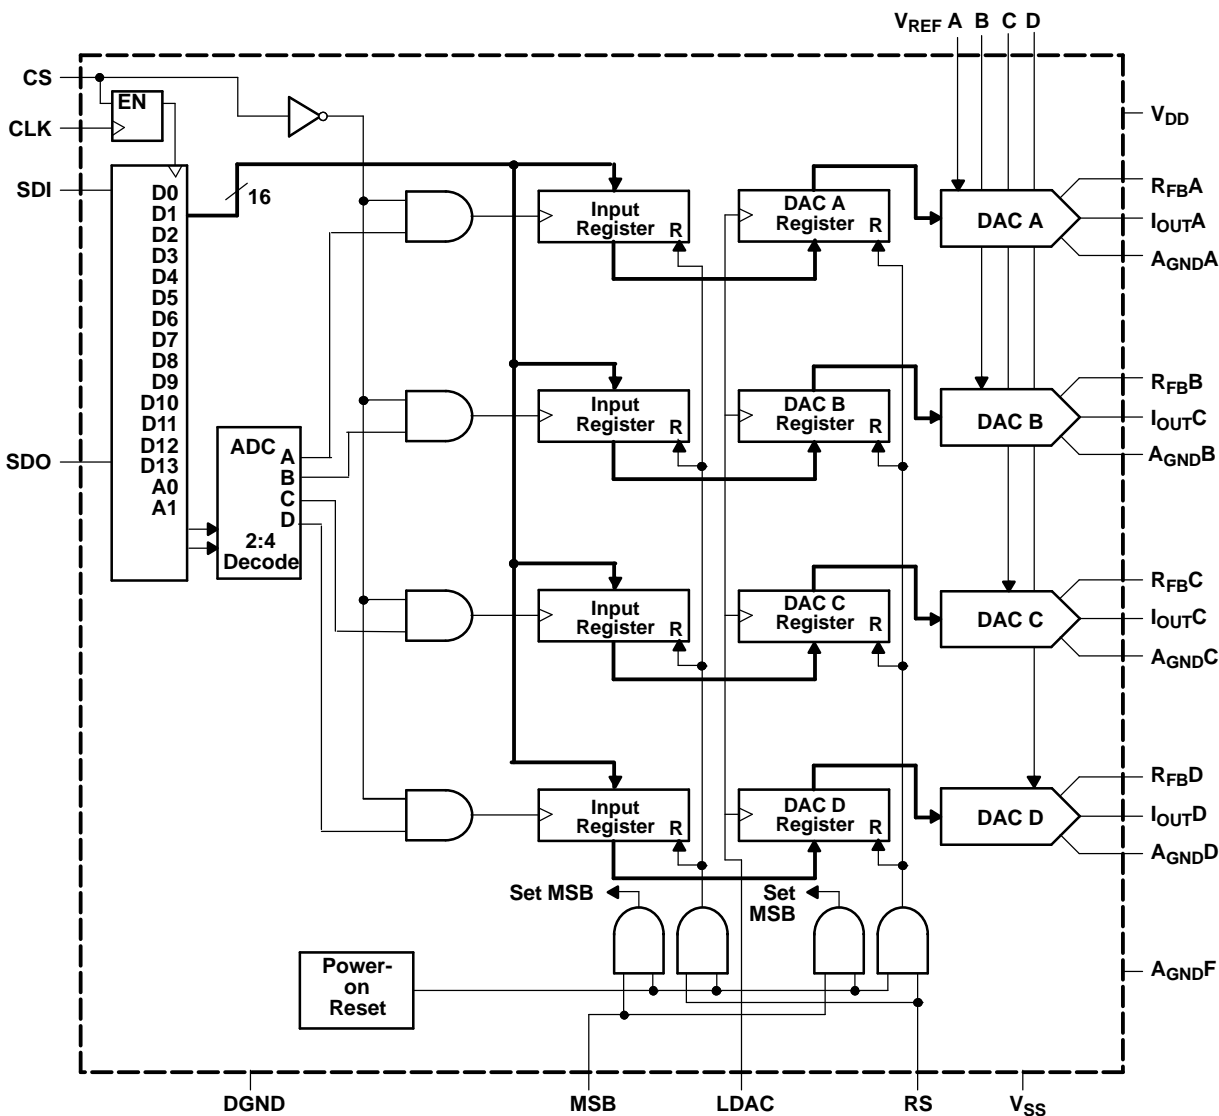 VREF A B C D
CS
EN
CLK
VDD
SDI
D0
D1
D2
D3
D4
D5
D6
D7
D8
D9
D10
D11
D12
D13
A0
A1
16
SDO
ADC
A
B
C
D
2:4
Decode
Input
Register R
DAC A
Register R
DAC A
RFBA
IOUTA
AGNDA
Input
Register R
DAC B
Register R
DAC B
RFBB
IOUTC
AGNDB
Input
Register R
DAC C
Register R
DAC C
RFBC
IOUTC
AGNDC
Input
Register R
DAC D
Register R
DAC D
RFBD
IOUTD
AGNDD
Set MSB
Set
MSB
Power-
on
Reset
AGNDF
DGND
MSB
LDAC
RS
VSS